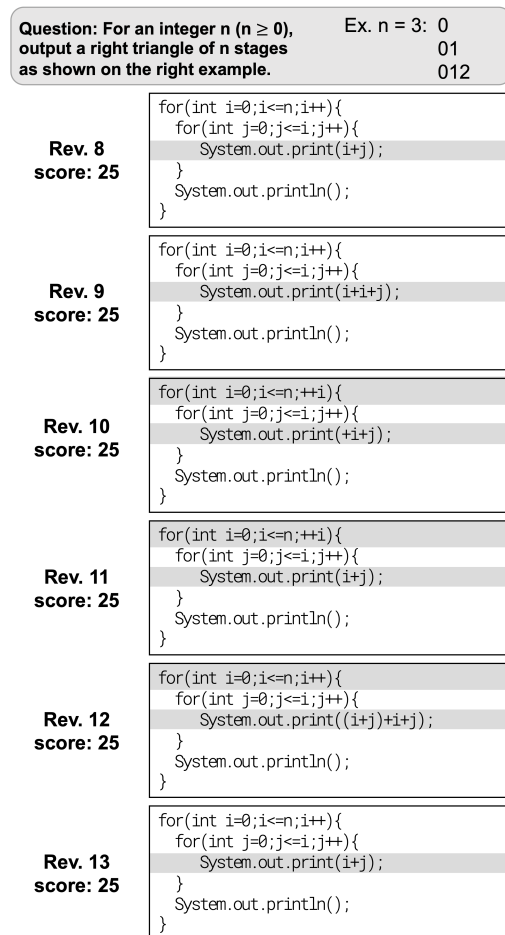 Question: For an integer n (n ≥ 0), Ex. n = 3: 0
output a right triangle of n stages 01
as shown on the right example. 012
Rev. 8
score: 25
for(int i=0;i<=n;i++){
for(int j=0;j<=i;j++){
System.out.print(i+j);
}
System.out.println();
}
Rev. 9
score: 25
for(int i=0;i<=n;i++){
for(int j=0;j<=i;j++){
System.out.print(i+i+j);
}
System.out.println();
}
Rev. 10
score: 25
for(int i=0;i<=n;++i){
for(int j=0;j<=i;j++){
System.out.print(+i+j);
}
System.out.println();
}
Rev. 11
score: 25
for(int i=0;i<=n;++i){
for(int j=0;j<=i;j++){
System.out.print(i+j);
}
System.out.println();
}
Rev. 12
score: 25
for(int i=0;i<=n;i++){
for(int j=0;j<=i;j++){
System.out.print((i+j)+i+j);
}
System.out.println();
}
Rev. 13
score: 25
for(int i=0;i<=n;i++){
for(int j=0;j<=i;j++){
System.out.print(i+j);
}
System.out.println();
}